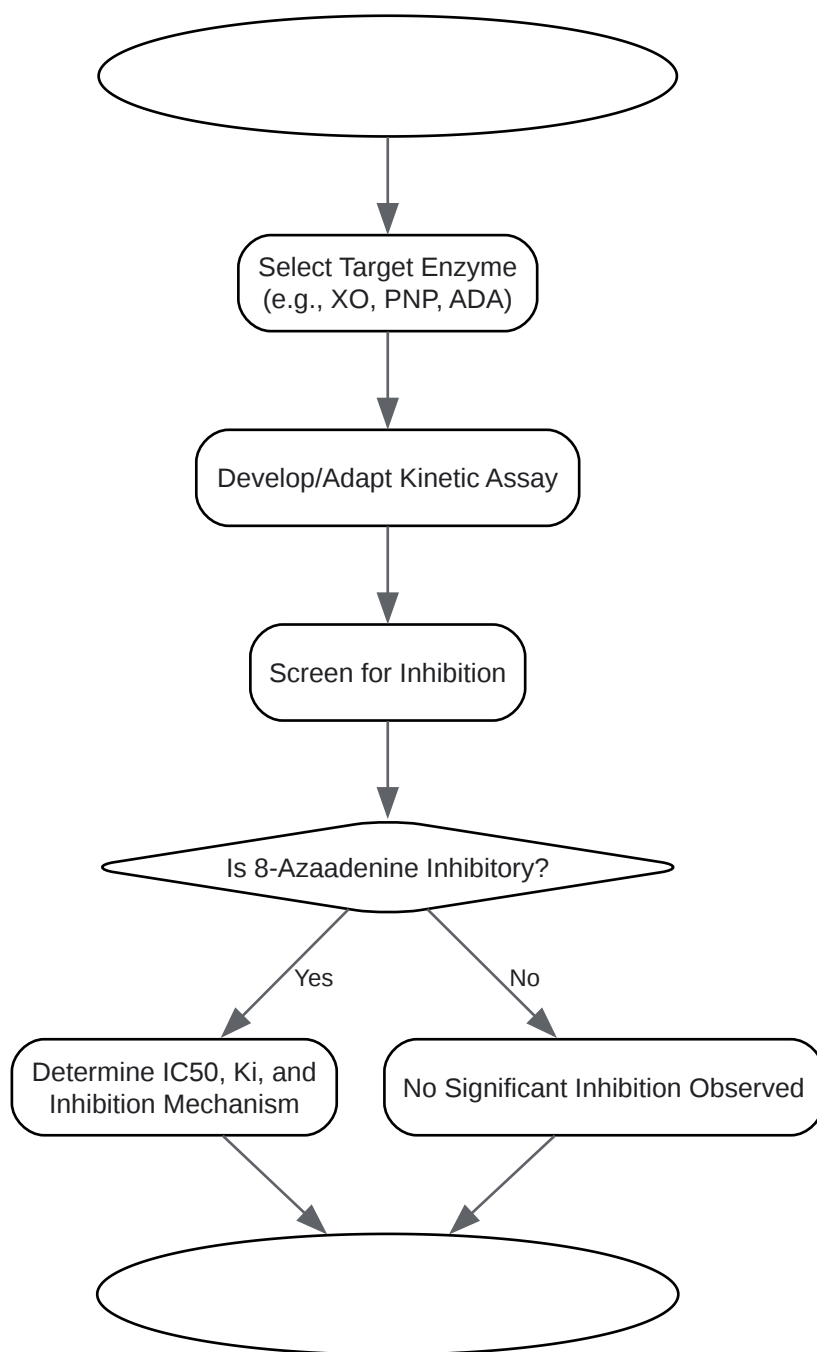 Select Target Enzyme
(e.g., XO, PNP, ADA)
Develop/Adapt Kinetic Assay
Screen for Inhibition
Is 8-Azaadenine Inhibitory?
Yes
No
Determine IC50, Ki, and
Inhibition Mechanism
No Significant Inhibition Observed